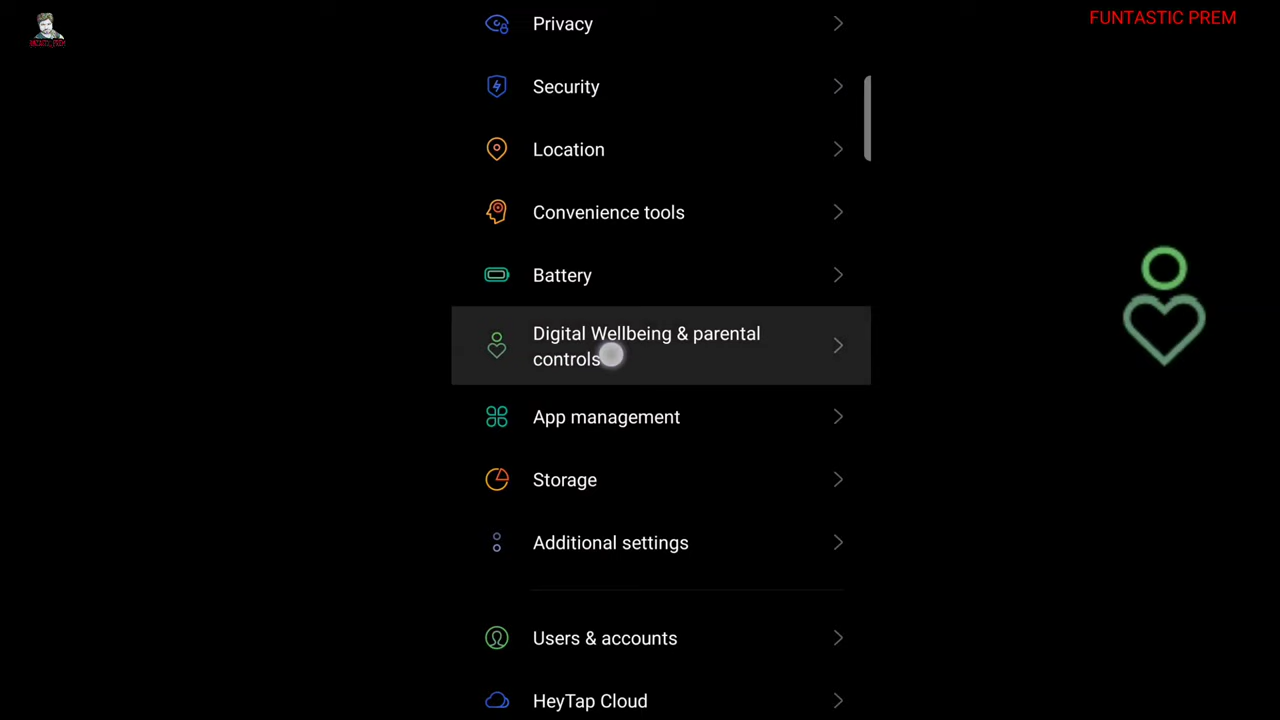 FUNTASTIC PREM
Privacy
Security
Location
Convenience tools
Battery
Digital Wellbeing & parental
controls
App management
Storage
Additional settings
Users & accounts
HeyTap Cloud